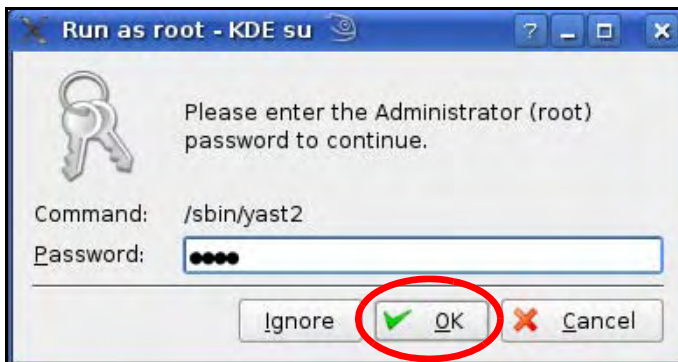 Run as root - KDE su
Please enter the Administrator (root)
password to continue.
Command: /sbin/yast2
Password: ●●●●
Ignore OK Cancel